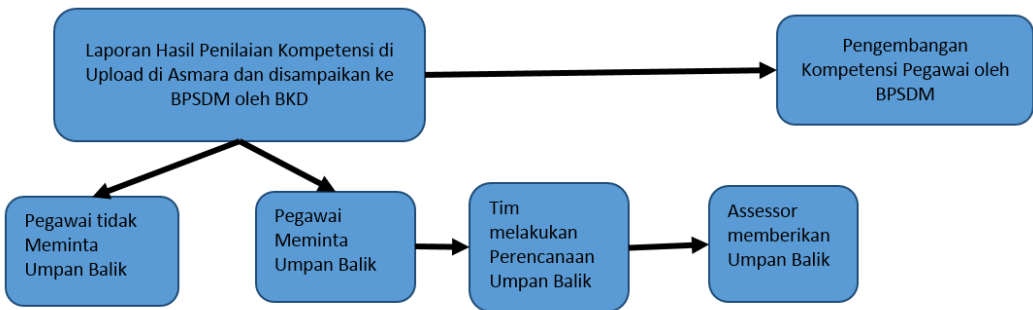 Laporan Hasil Penilaian Kompetensi di
Upload di Asmara dan disampaikan ke
BPSDM oleh BKD
Pengembangan
Kompetensi Pegawai oleh
BPSDM
Pegawai tidak
Meminta
Umpan Balik
Pegawai
Meminta
Umpan Balik
Tim
melakukan
Perencanaan
Umpan Balik
Assessor
memberikan
Umpan Balik